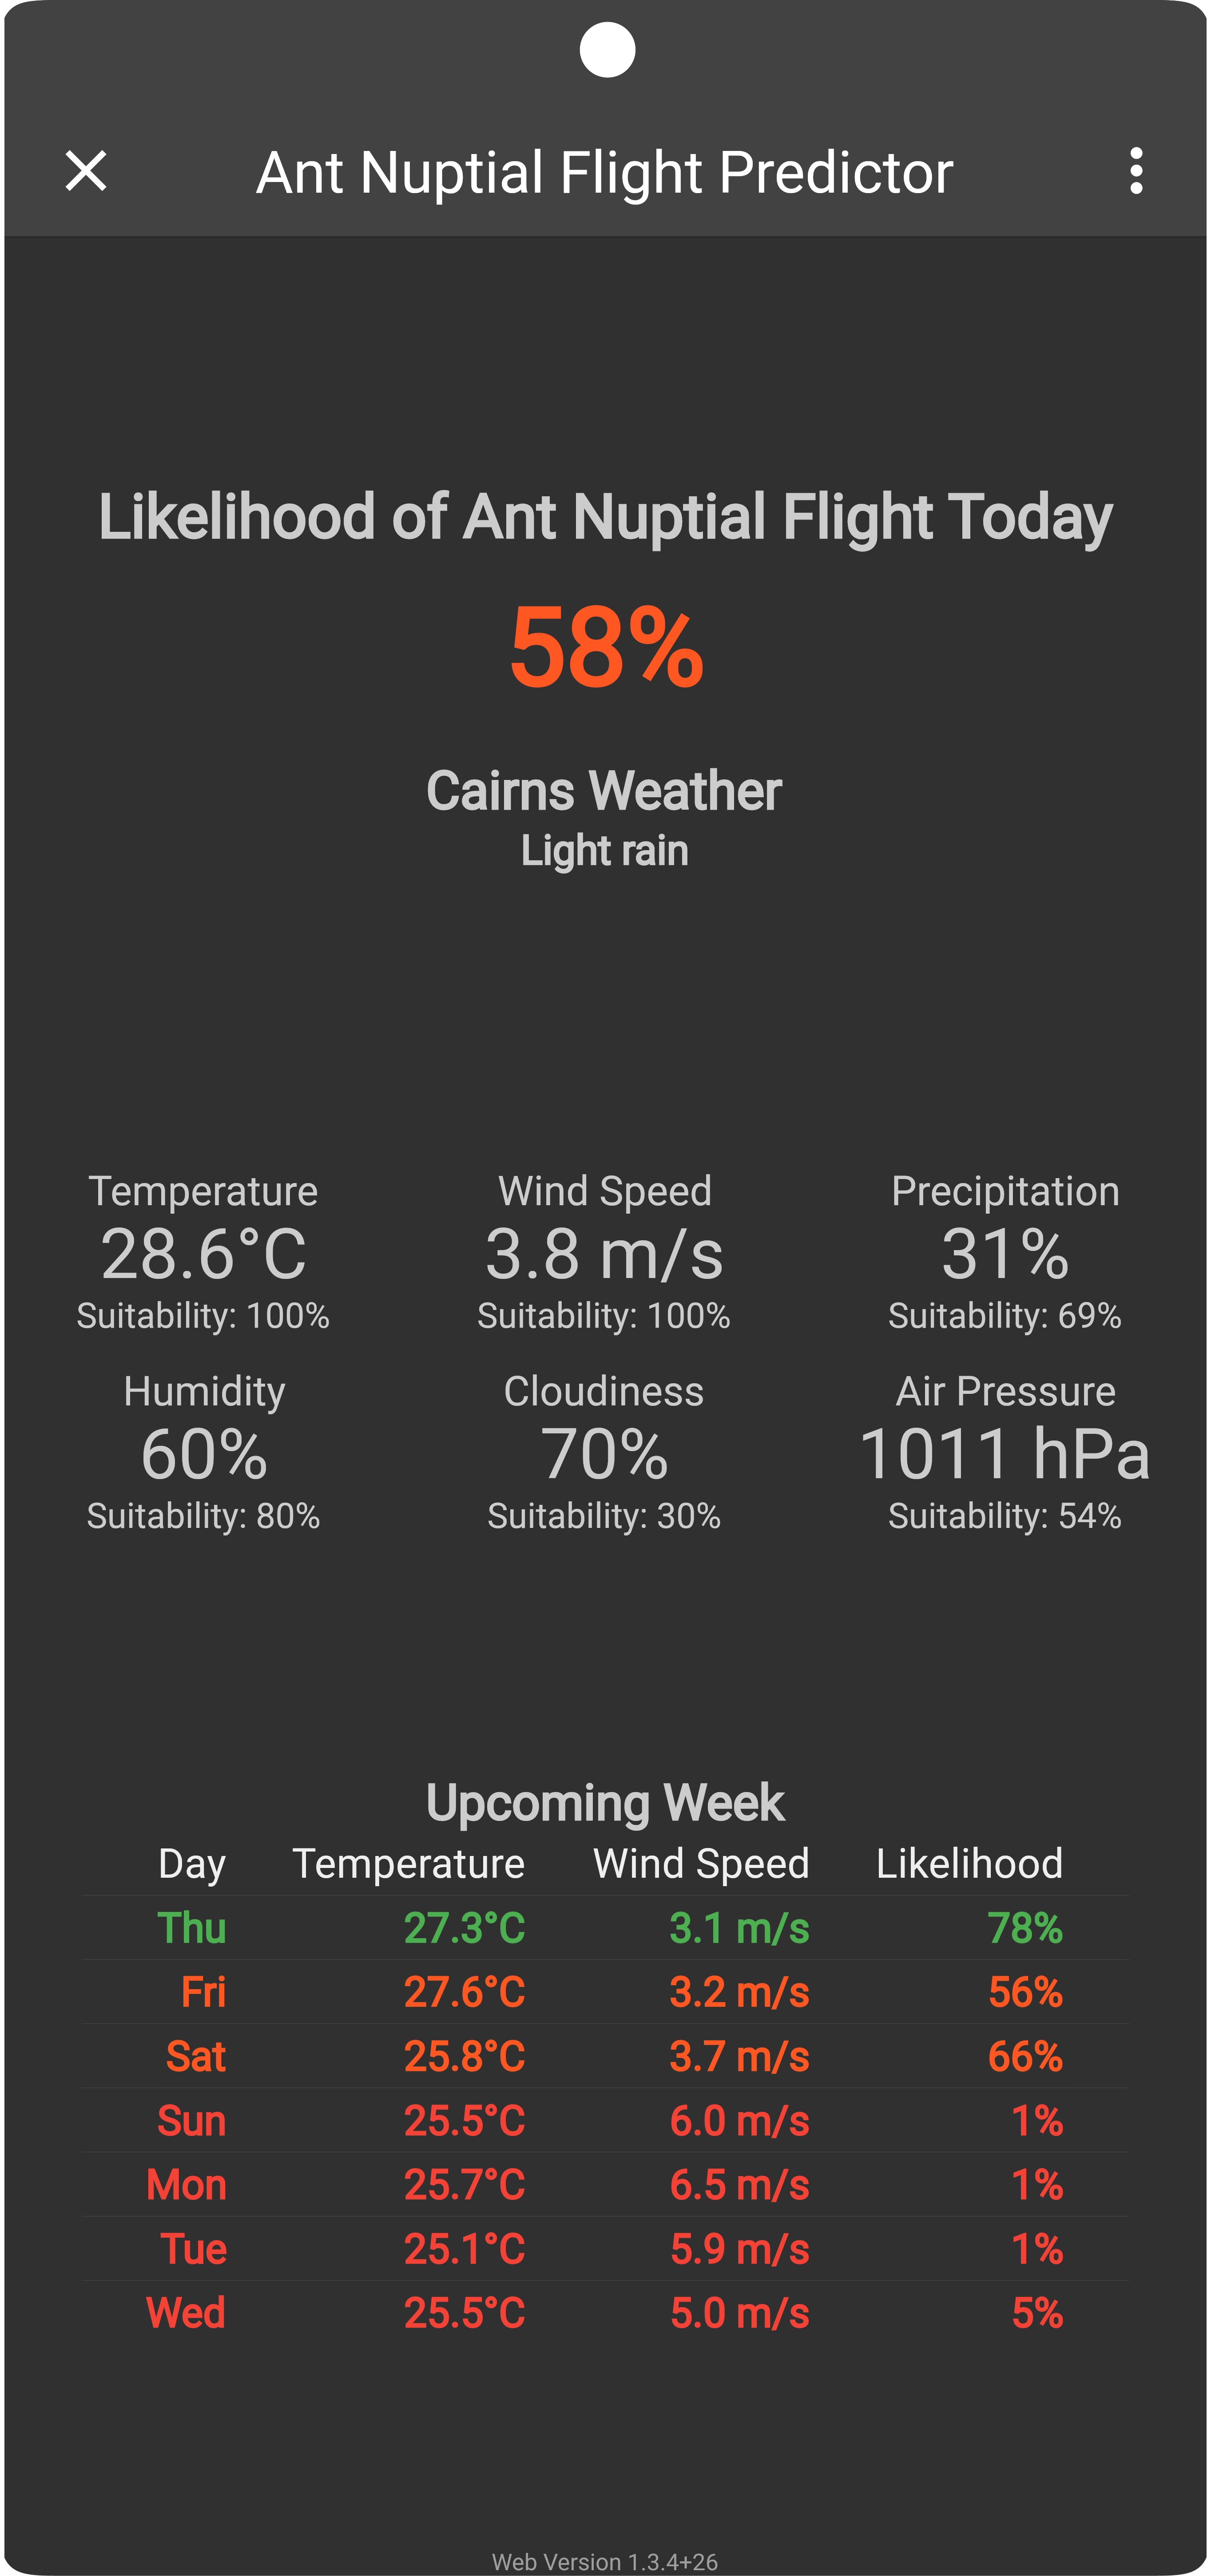 Ant Nuptial Flight Predictor
Likelihood of Ant Nuptial Flight Today
58%
Cairns Weather
Light rain
Temperature Wind Speed Precipitation
28.6°C 3.8 m/s 31%
Suitability: 100% Suitability: 100% Suitability: 69%
Humidity Cloudiness Air Pressure
60% 70% 1011 hPa
Suitability: 80% Suitability: 30% Suitability: 54%
Upcoming Week
Day Temperature Wind Speed Likelihood
Thu 27.3°C 3.1 m/s 78%
Fri 27.6°C 3.2 m/s 56%
Sat 25.8°C 3.7 m/s 66%
Sun 25.5°C 6.0 m/s 1%
Mon 25.7°C 6.5 m/s 1%
Tue 25.1°C 5.9 m/s 1%
Wed 25.5°C 5.0 m/s 5%
Web Version 1.3.4+26